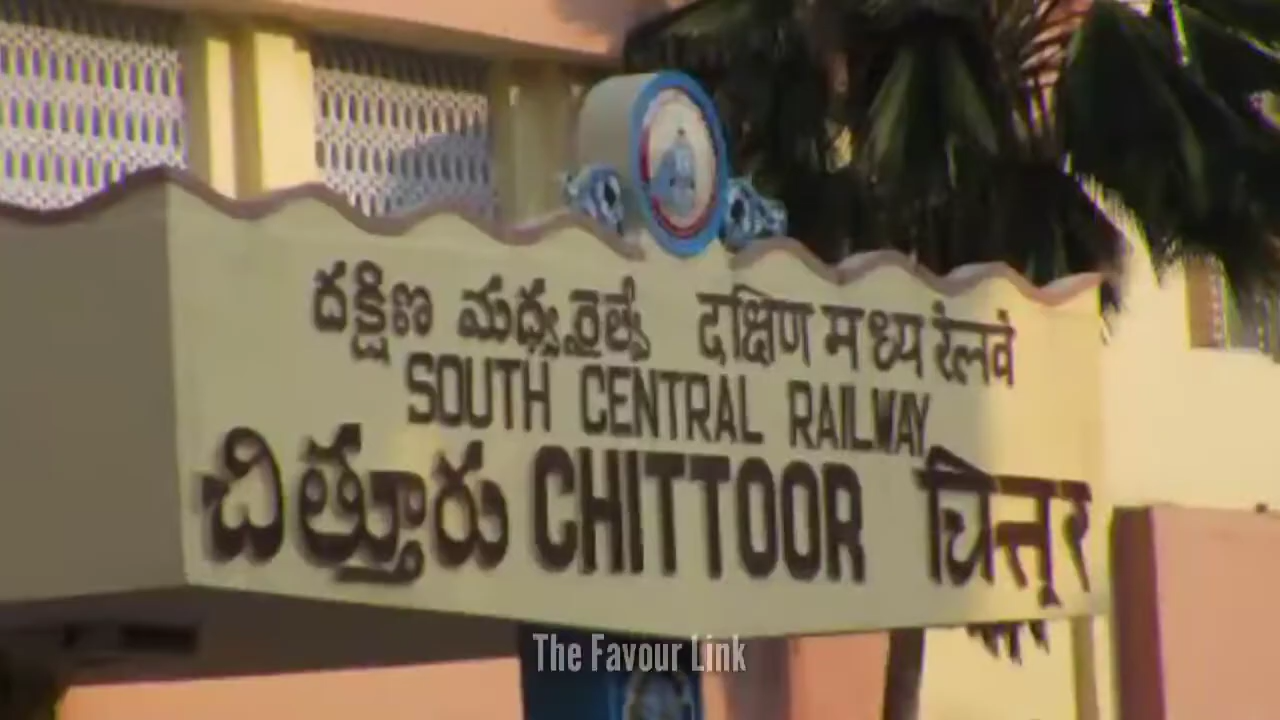 దక్షిణ మధ్య రైల్వే दक्षिण मध्य रेलवे
SOUTH CENTRAL RAILWAY
చిత్తూరు CHITTOOR चित्तूर
The Favour Link